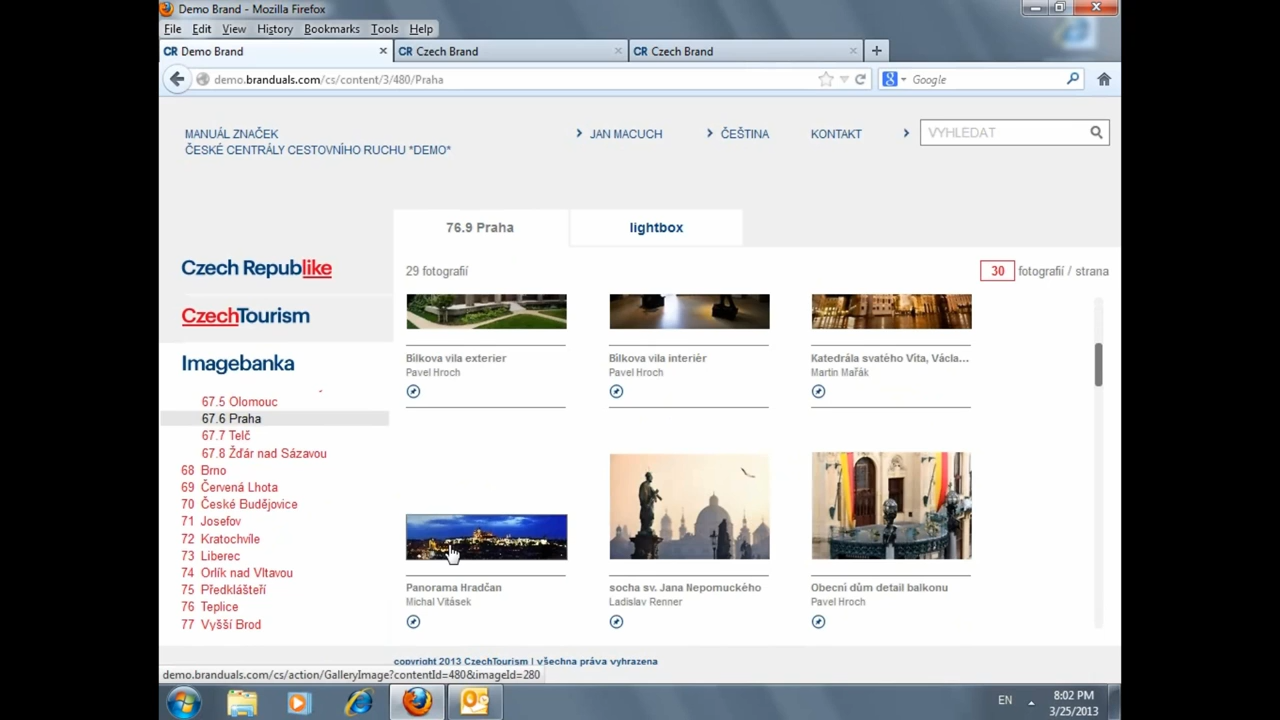 Demo Brand - Mozilla Firefox
File Edit View History Bookmarks Tools Help
CR Demo Brand
CR Czech Brand
CR Czech Brand
demo.branduals.com/cs/content/3/480/Praha
Google
MANUÁL ZNAČEK
ČESKÉ CENTRÁLY CESTOVNÍHO RUCHU *DEMO*
JAN MACUCH
ČEŠTINA
KONTAKT
VYHLEDAT
76.9 Praha
lightbox
29 fotografií
30 fotografií / strana
Czech Republike
CzechTourism
Imagebanka
67.5 Olomouc
67.6 Praha
67.7 Telč
67.8 Žďár nad Sázavou
68 Brno
69 Červená Lhota
70 České Budějovice
71 Josefov
72 Kratochvíle
73 Liberec
74 Orlík nad Vltavou
75 Předklášteří
76 Teplice
77 Vyšší Brod
Bílkova vila exterier
Pavel Hroch
Bílkova vila interiér
Pavel Hroch
Katedrála svatého Víta, Václa...
Martin Mařák
Panorama Hradčan
Michal Vitásek
socha sv. Jana Nepomuckého
Ladislav Renner
Obecní dům detail balkonu
Pavel Hroch
copyright 2013 CzechTourism | všechna práva vyhrazena
demo.branduals.com/cs/action/GalleryImage?contentId=480&imageId=280
EN
8:02 PM
3/25/2013